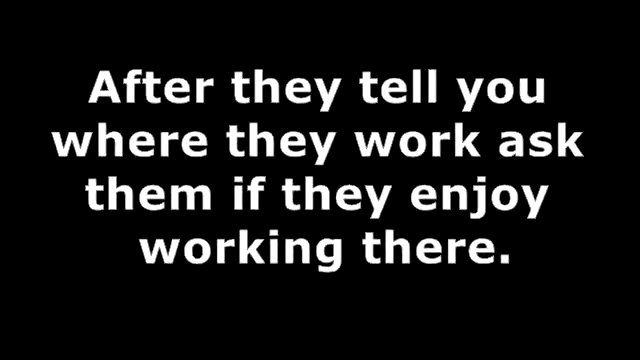 After they tell you
where they work ask
them if they enjoy
working there.